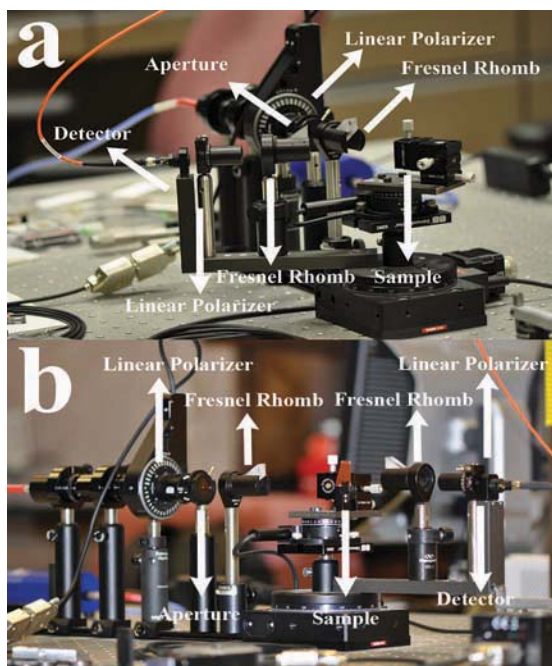 a
Linear Polarizer
Aperture
Fresnel Rhomb
Detector
Fresnel Rhomb
Sample
Linear Polarizer
b
Linear Polarizer
Linear Polarizer
Fresnel Rhomb
Fresnel Rhomb
Aperture
Sample
Detector